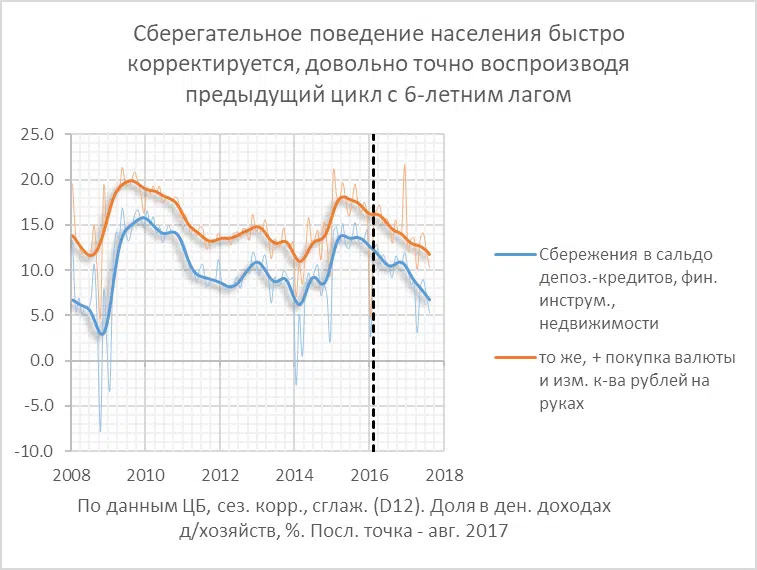 Сберегательное поведение населения быстро
корректируется, довольно точно воспроизводя
предыдущий цикл с 6-летним лагом
25.0
20.0
15.0
10.0
5.0
0.0
-5.0
-10.0
2008 2010 2012 2014 2016 2018
Сбережения в сальдо
депоз.-кредитов, фин.
инструм.,
недвижимости
то же, + покупка валюты
и изм. к-ва рублей на
руках
По данным ЦБ, сез. корр., сглаж. (D12). Доля в ден. доходах
д/хозяйств, %. Посл. точка - авг. 2017